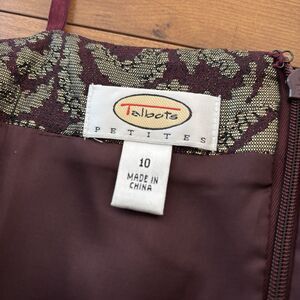 Talbots
PETITES
10
MADE IN
CHINA